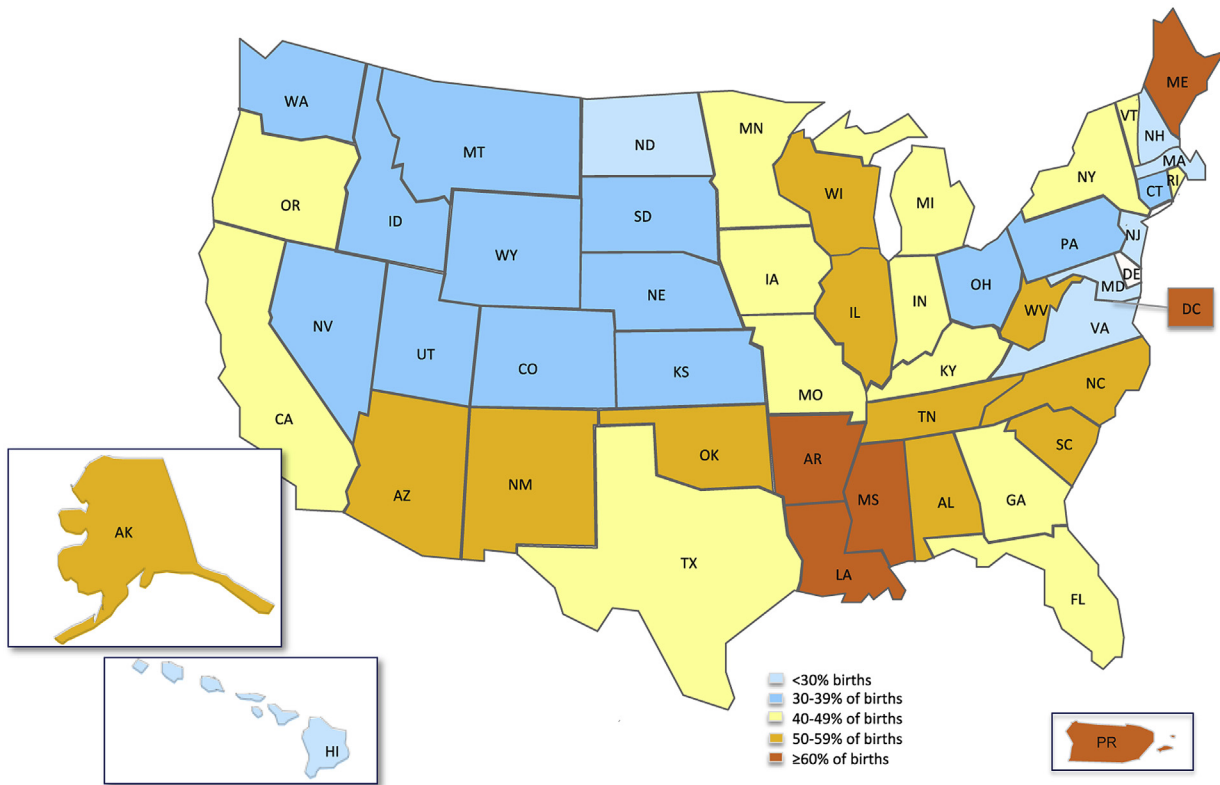 WA
MT
ND
MN
ME
VT
NH
MA
NY
CT
RI
OR
ID
SD
WI
MI
WY
PA
NJ
IA
NE
OH
DE
MD
NV
IL
IN
WV
DC
UT
CO
KS
VA
MO
KY
CA
NC
TN
AZ
NM
OK
AR
SC
MS
AL
GA
AK
TX
LA
FL
HI
<30% births
30-39% of births
40-49% of births
50-59% of births
≥60% of births
PR